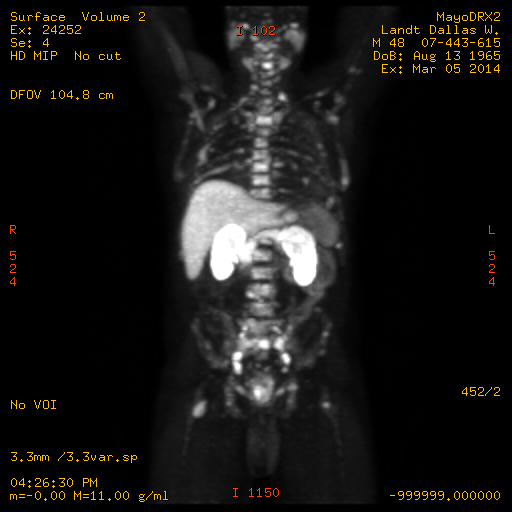 Surface Volume 2
Ex: 24252
Se: 4
HD MIP No cut
DFOV 104.8 cm
I 102
MayoDRX2
Landt Dallas W.
M 48 07-443-615
DoB: Aug 13 1965
Ex: Mar 05 2014
R
5
2
4
L
5
2
4
No VOI
452/2
3.3mm /3.3var.sp
04:26:30 PM
m=-0.00 M=11.00 g/ml
I 1150
-999999.000000